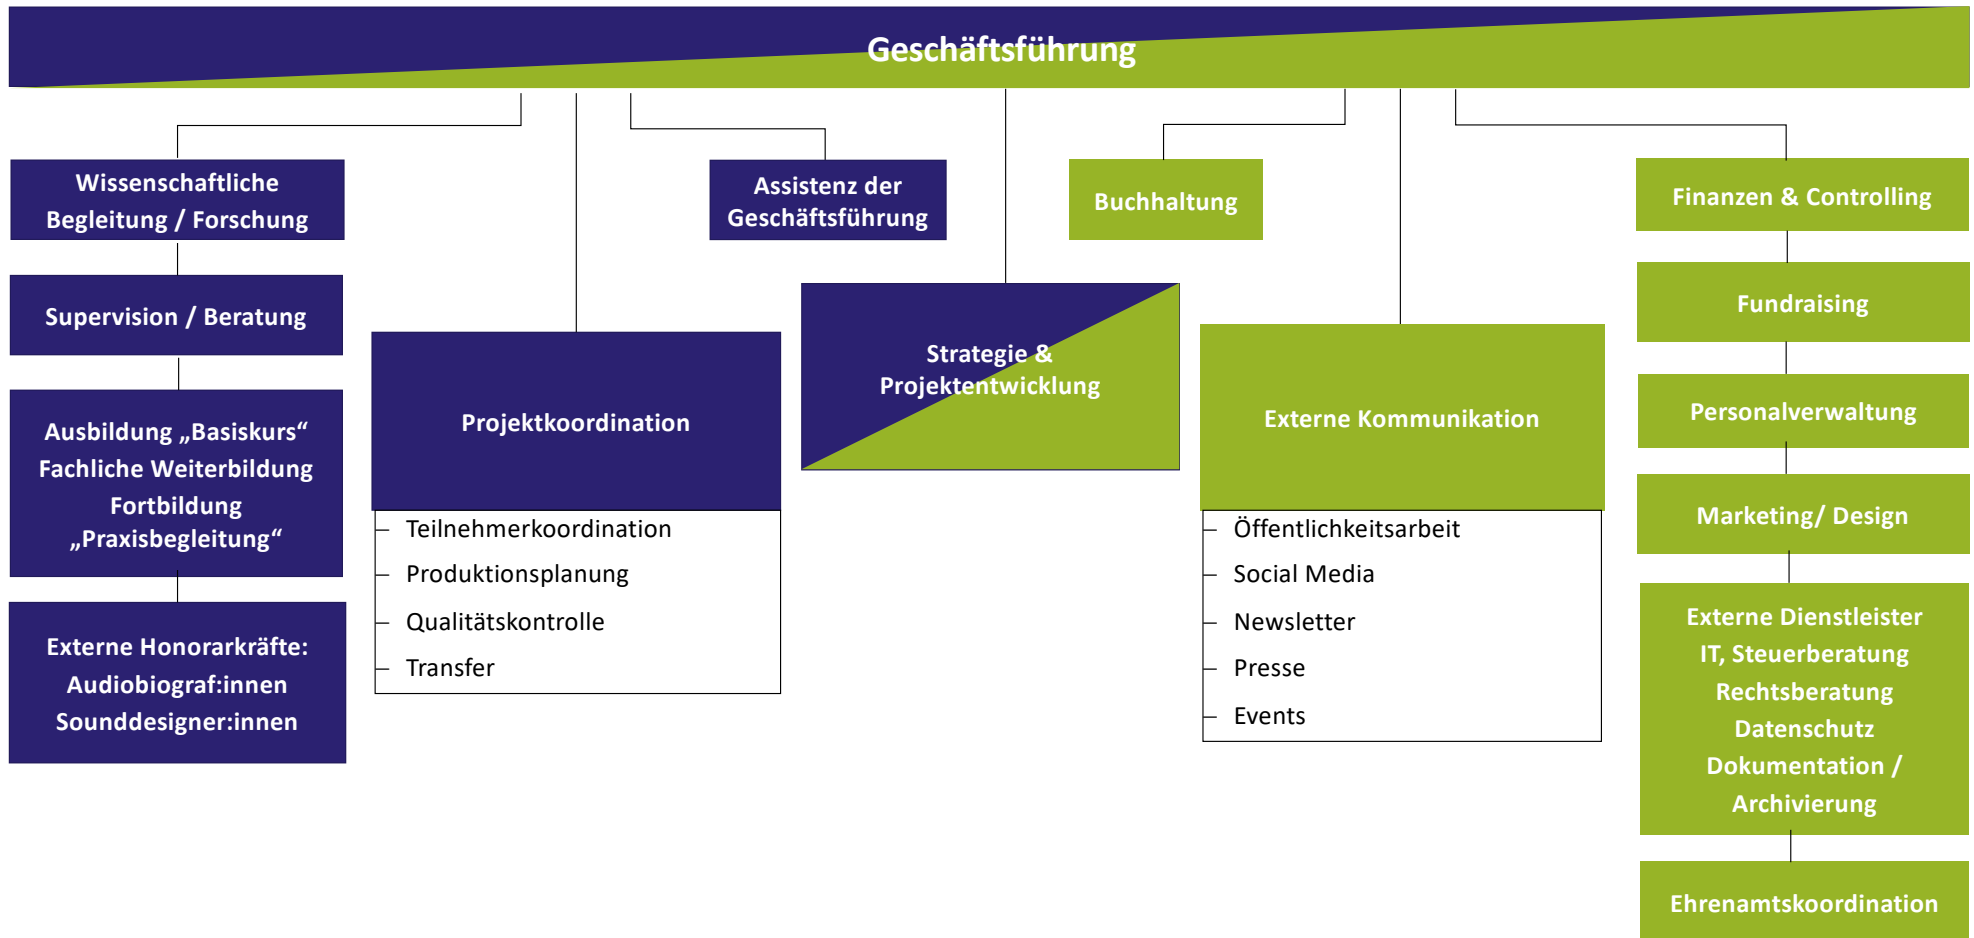 Geschäftsführung
Wissenschaftliche
Begleitung / Forschung
Supervision / Beratung
Ausbildung „Basiskurs“
Fachliche Weiterbildung
Fortbildung
„Praxisbegleitung“
Externe Honorarkräfte:
Audiobiograf:innen
Sounddesigner:innen
Projektkoordination
– Teilnehmerkoordination
– Produktionsplanung
– Qualitätskontrolle
– Transfer
Assistenz der
Geschäftsführung
Strategie &
Projektentwicklung
Buchhaltung
Externe Kommunikation
– Öffentlichkeitsarbeit
– Social Media
– Newsletter
– Presse
– Events
Finanzen & Controlling
Fundraising
Personalverwaltung
Marketing/ Design
Externe Dienstleister
IT, Steuerberatung
Rechtsberatung
Datenschutz
Dokumentation /
Archivierung
Ehrenamtskoordination